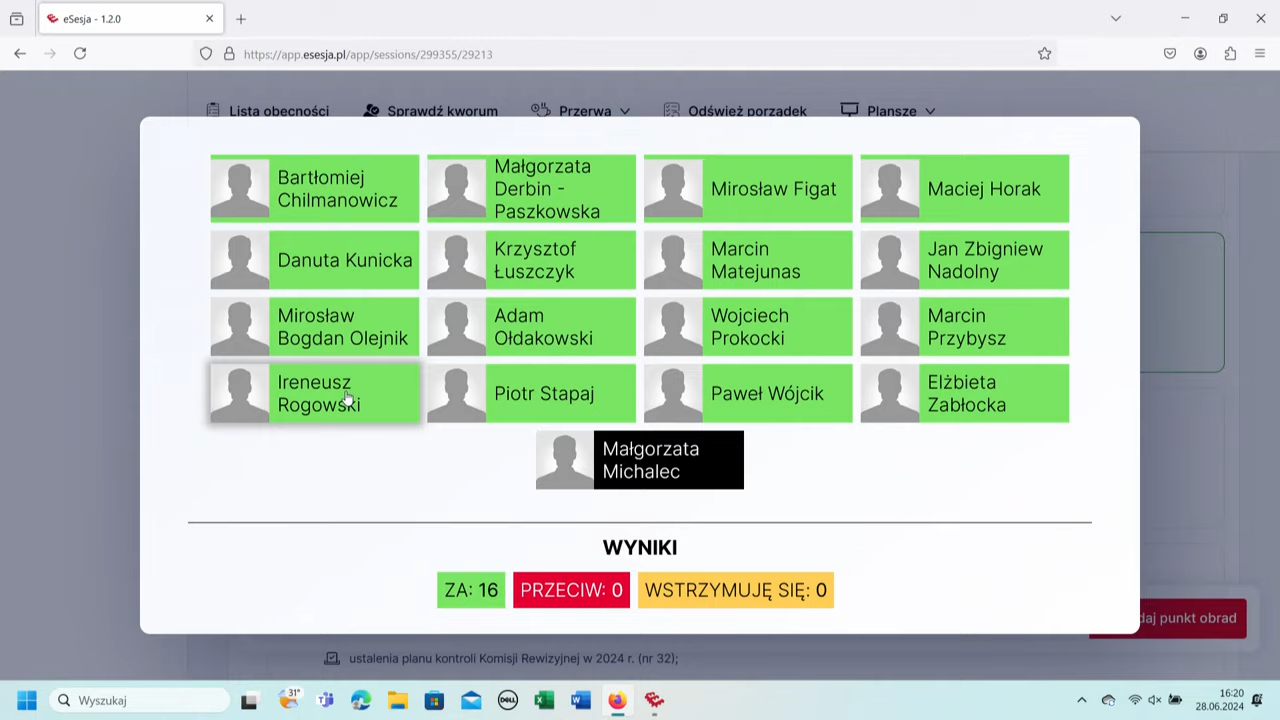 eSesja - 1.2.0
https://app.esesja.pl/app/sessions/299355/29213
Lista obecności
Sprawdź kworum
Przerwa
Odśwież porządek
Plansze
Bartłomiej
Chilmanowicz
Małgorzata
Derbin -
Paszkowska
Mirosław Figat
Maciej Horak
Danuta Kunicka
Krzysztof
Łuszczyk
Marcin
Matejunas
Jan Zbigniew
Nadolny
Mirosław
Bogdan Olejnik
Adam
Ołdakowski
Wojciech
Prokocki
Marcin
Przybysz
Ireneusz
Rogowski
Piotr Stapaj
Paweł Wójcik
Elżbieta
Zabłocka
Małgorzata
Michalec
WYNIKI
ZA: 16
PRZECIW: 0
WSTRZYMUJĘ SIĘ: 0
daj punkt obrad
ustalenia planu kontroli Komisji Rewizyjnej w 2024 r. (nr 32);
Wyszukaj
31°
DELL
16:20
28.06.2024